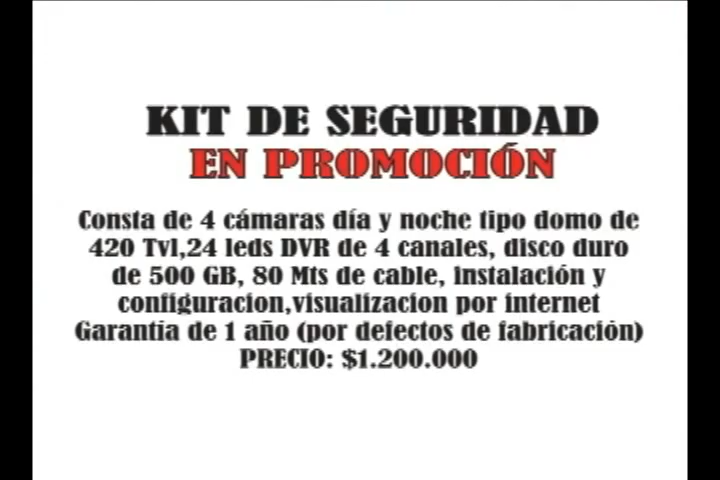 KIT DE SEGURIDAD
EN PROMOCIÓN
Consta de 4 cámaras día y noche tipo domo de
420 Tvl,24 leds DVR de 4 canales, disco duro
de 500 GB, 80 Mts de cable, instalación y
configuracion,visualizacion por internet
Garantia de 1 año (por defectos de fabricación)
PRECIO: $1.200.000